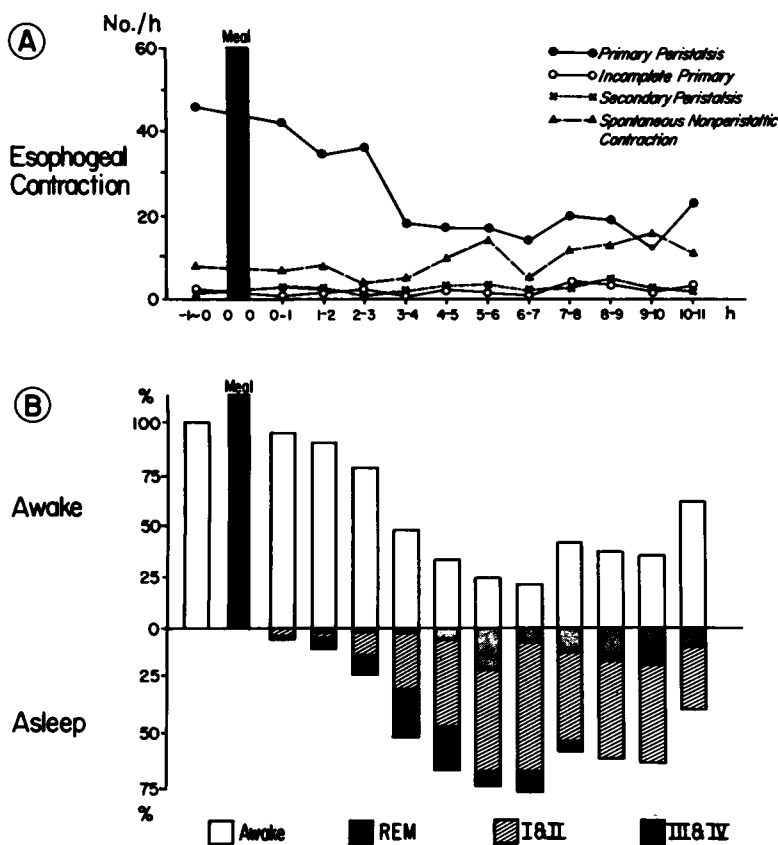 A
No./h
Meal
60
40
20
0
Esophogeal
Contraction
Primary Peristalsis
Incomplete Primary
Secondary Peristalsis
Spontaneous Nonperistaltic
Contraction
-1~0 0 0 0-1 1-2 2-3 3-4 4-5 5-6 6-7 7-8 8-9 9-10 10-11 h
B
%
Meal
100
75
50
25
0
25
50
75
%
Awake
Asleep
Awake REM I&II III&IV